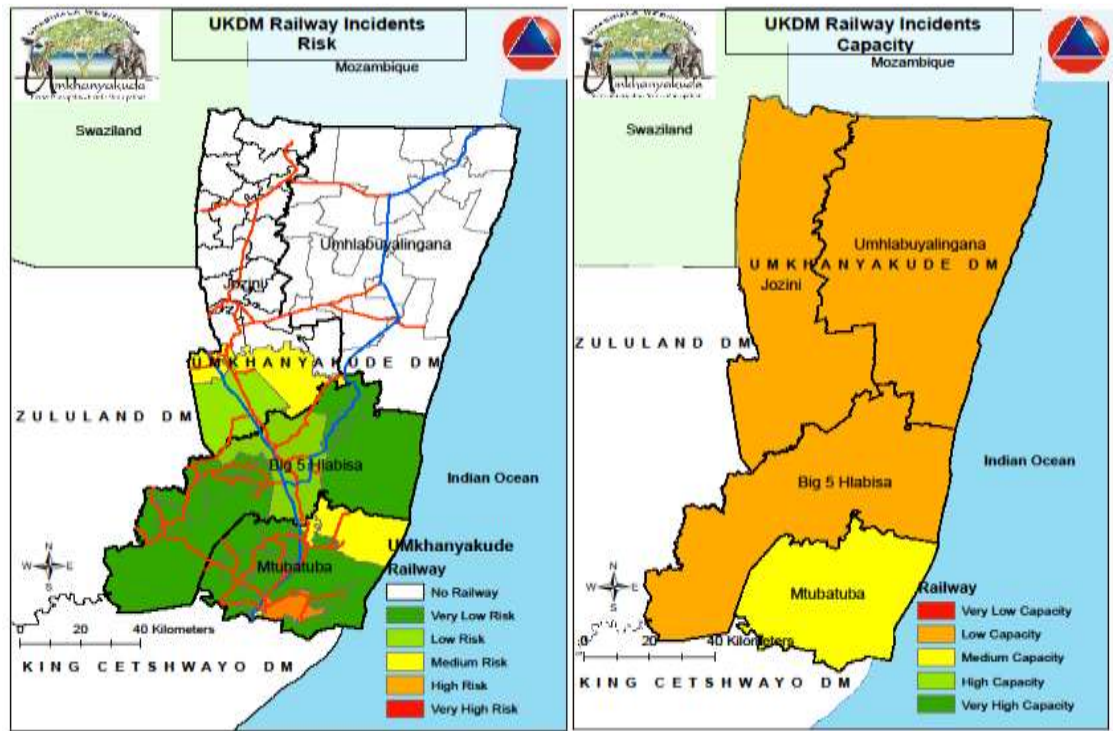 UKDM Railway Incidents
Risk
Umkhanyakude
Mozambique
Swaziland
Umhlabuyalingana
Jozini
UMKHANYAKUDE DM
ZULULAND DM
Big 5 Hlabisa
Indian Ocean
Mtubatuba
N
W E
S
0 20 40 Kilometers
KING CETSHWAYO DM
UMkhanyakude
Railway
No Railway
Very Low Risk
Low Risk
Medium Risk
High Risk
Very High Risk
UKDM Railway Incidents
Capacity
Umkhanyakude
Mozambique
Swaziland
Umhlabuyalingana
UMKHANYAKUDE DM
Jozini
ZULULAND DM
Big 5 Hlabisa
Indian Ocean
Mtubatuba
N
W E
S
0 20 40 Kilometers
KING CETSHWAYO DM
Railway
Very Low Capacity
Low Capacity
Medium Capacity
High Capacity
Very High Capacity